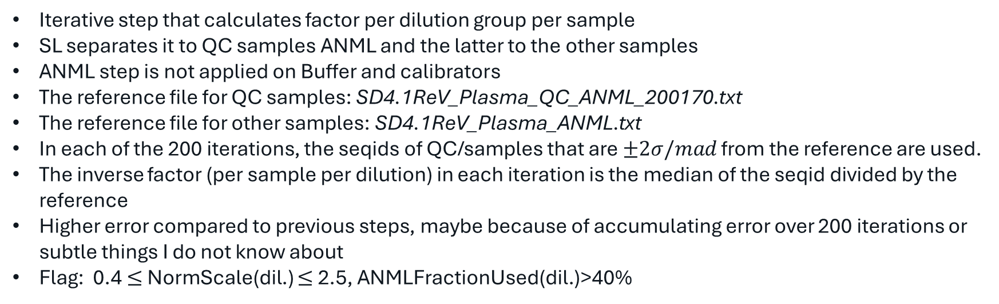 • Iterative step that calculates factor per dilution group per sample
• SL separates it to QC samples ANML and the latter to the other samples
• ANML step is not applied on Buffer and calibrators
• The reference file for QC samples: SD4.1ReV_Plasma_QC_ANML_200170.txt
• The reference file for other samples: SD4.1ReV_Plasma_ANML.txt
• In each of the 200 iterations, the seqids of QC/samples that are ±2σ/mad from the reference are used.
• The inverse factor (per sample per dilution) in each iteration is the median of the seqid divided by the
reference
• Higher error compared to previous steps, maybe because of accumulating error over 200 iterations or
subtle things I do not know about
• Flag: 0.4 ≤ NormScale(dil.) ≤ 2.5, ANMLFractionUsed(dil.)>40%